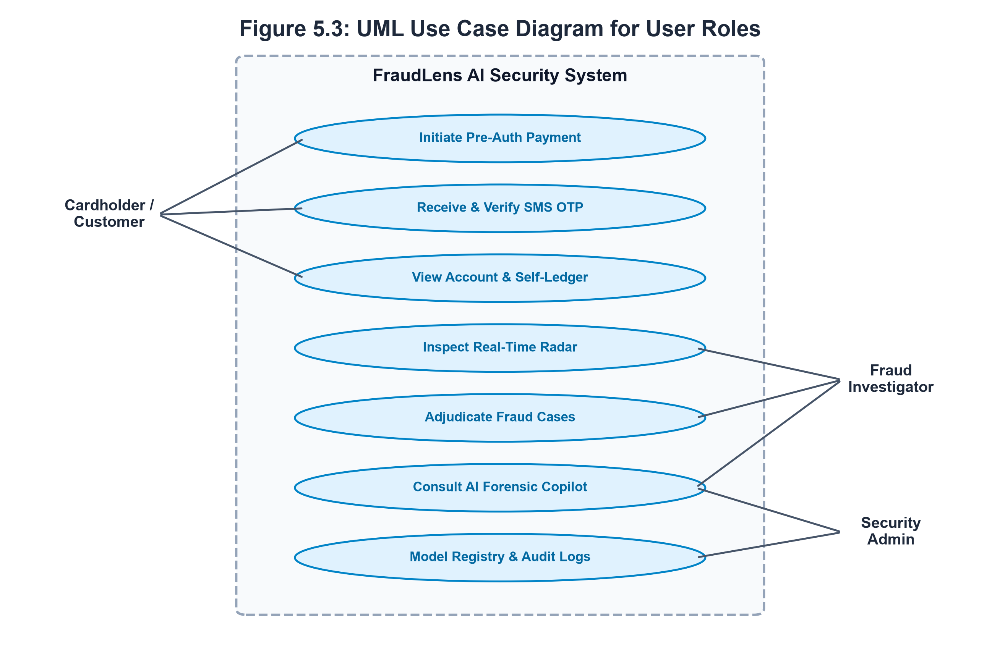 Figure 5.3: UML Use Case Diagram for User Roles
FraudLens AI Security System
Initiate Pre-Auth Payment
Cardholder /
Customer
Receive & Verify SMS OTP
View Account & Self-Ledger
Inspect Real-Time Radar
Fraud
Investigator
Adjudicate Fraud Cases
Consult AI Forensic Copilot
Security
Admin
Model Registry & Audit Logs